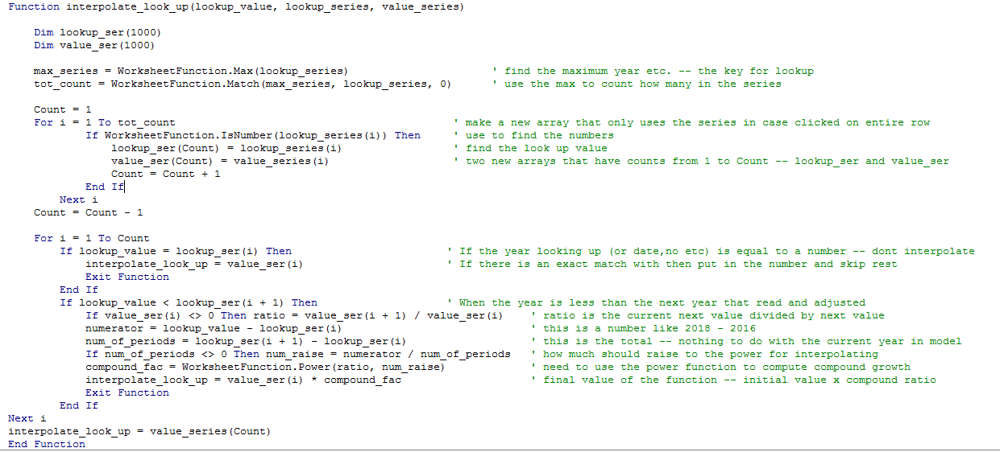 Function interpolate_look_up(lookup_value, lookup_series, value_series)
Dim lookup_ser(1000)
Dim value_ser(1000)
max_series = WorksheetFunction.Max(lookup_series) ' find the maximum year etc. -- the key for lookup
tot_count = WorksheetFunction.Match(max_series, lookup_series, 0) ' use the max to count how many in the series
Count = 1
For i = 1 To tot_count ' make a new array that only uses the series in case clicked on entire row
If WorksheetFunction.IsNumber(lookup_series(i)) Then ' use to find the numbers
lookup_ser(Count) = lookup_series(i) ' find the look up value
value_ser(Count) = value_series(i) ' two new arrays that have counts from 1 to Count -- lookup_ser and value_ser
Count = Count + 1
End If
Next i
Count = Count - 1
For i = 1 To Count
If lookup_value = lookup_ser(i) Then ' If the year looking up (or date,no etc) is equal to a number -- dont interpolate
interpolate_look_up = value_ser(i) ' If there is an exact match with then put in the number and skip rest
Exit Function
End If
If lookup_value < lookup_ser(i + 1) Then ' When the year is less than the next year that read and adjusted
If value_ser(i) <> 0 Then ratio = value_ser(i + 1) / value_ser(i) ' ratio is the current next value divided by next value
numerator = lookup_value - lookup_ser(i) ' this is a number like 2018 - 2016
num_of_periods = lookup_ser(i + 1) - lookup_ser(i) ' this is the total -- nothing to do with the current year in model
If num_of_periods <> 0 Then num_raise = numerator / num_of_periods ' how much should raise to the power for interpolating
compound_fac = WorksheetFunction.Power(ratio, num_raise) ' need to use the power function to compute compound growth
interpolate_look_up = value_ser(i) * compound_fac ' final value of the function -- initial value x compound ratio
Exit Function
End If
Next i
interpolate_look_up = value_series(Count)
End Function